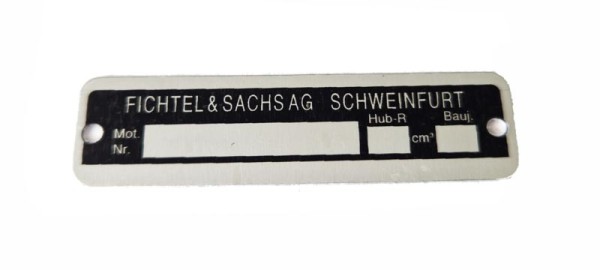 FICHTEL & SACHS AG SCHWEINFURT
Hub-R Bauj.
Mot. cm³
Nr.